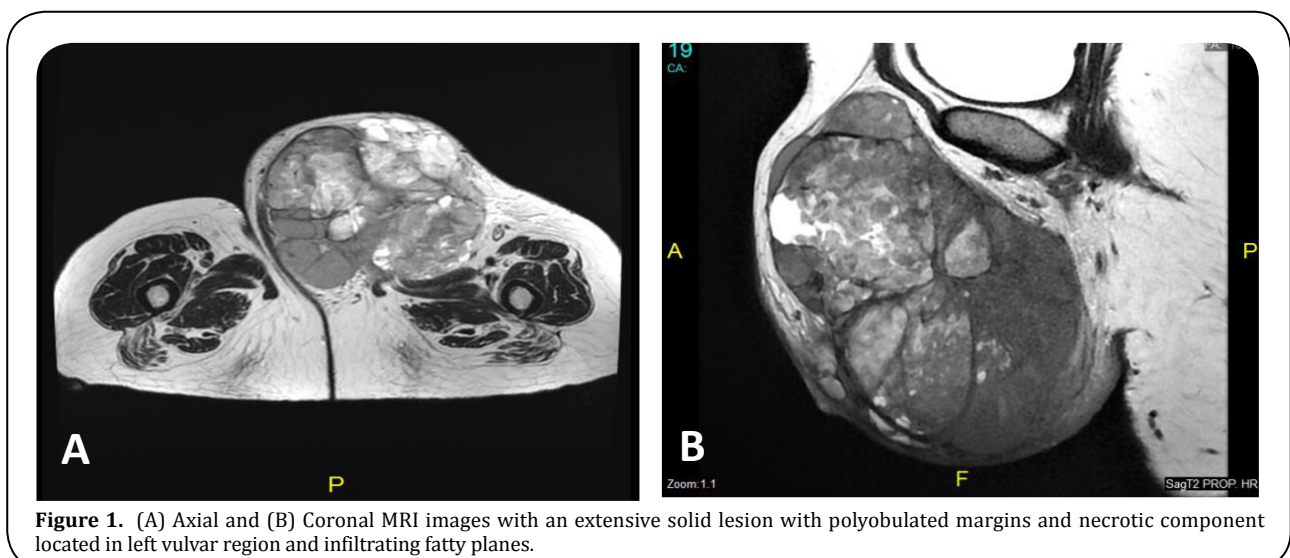 19
CA:
FA: 
A
P
A
P
B
F
Zoom:1.1
SagT2 PROP. HR
Figure 1. (A) Axial and (B) Coronal MRI images with an extensive solid lesion with polyobulated margins and necrotic component
located in left vulvar region and infiltrating fatty planes.